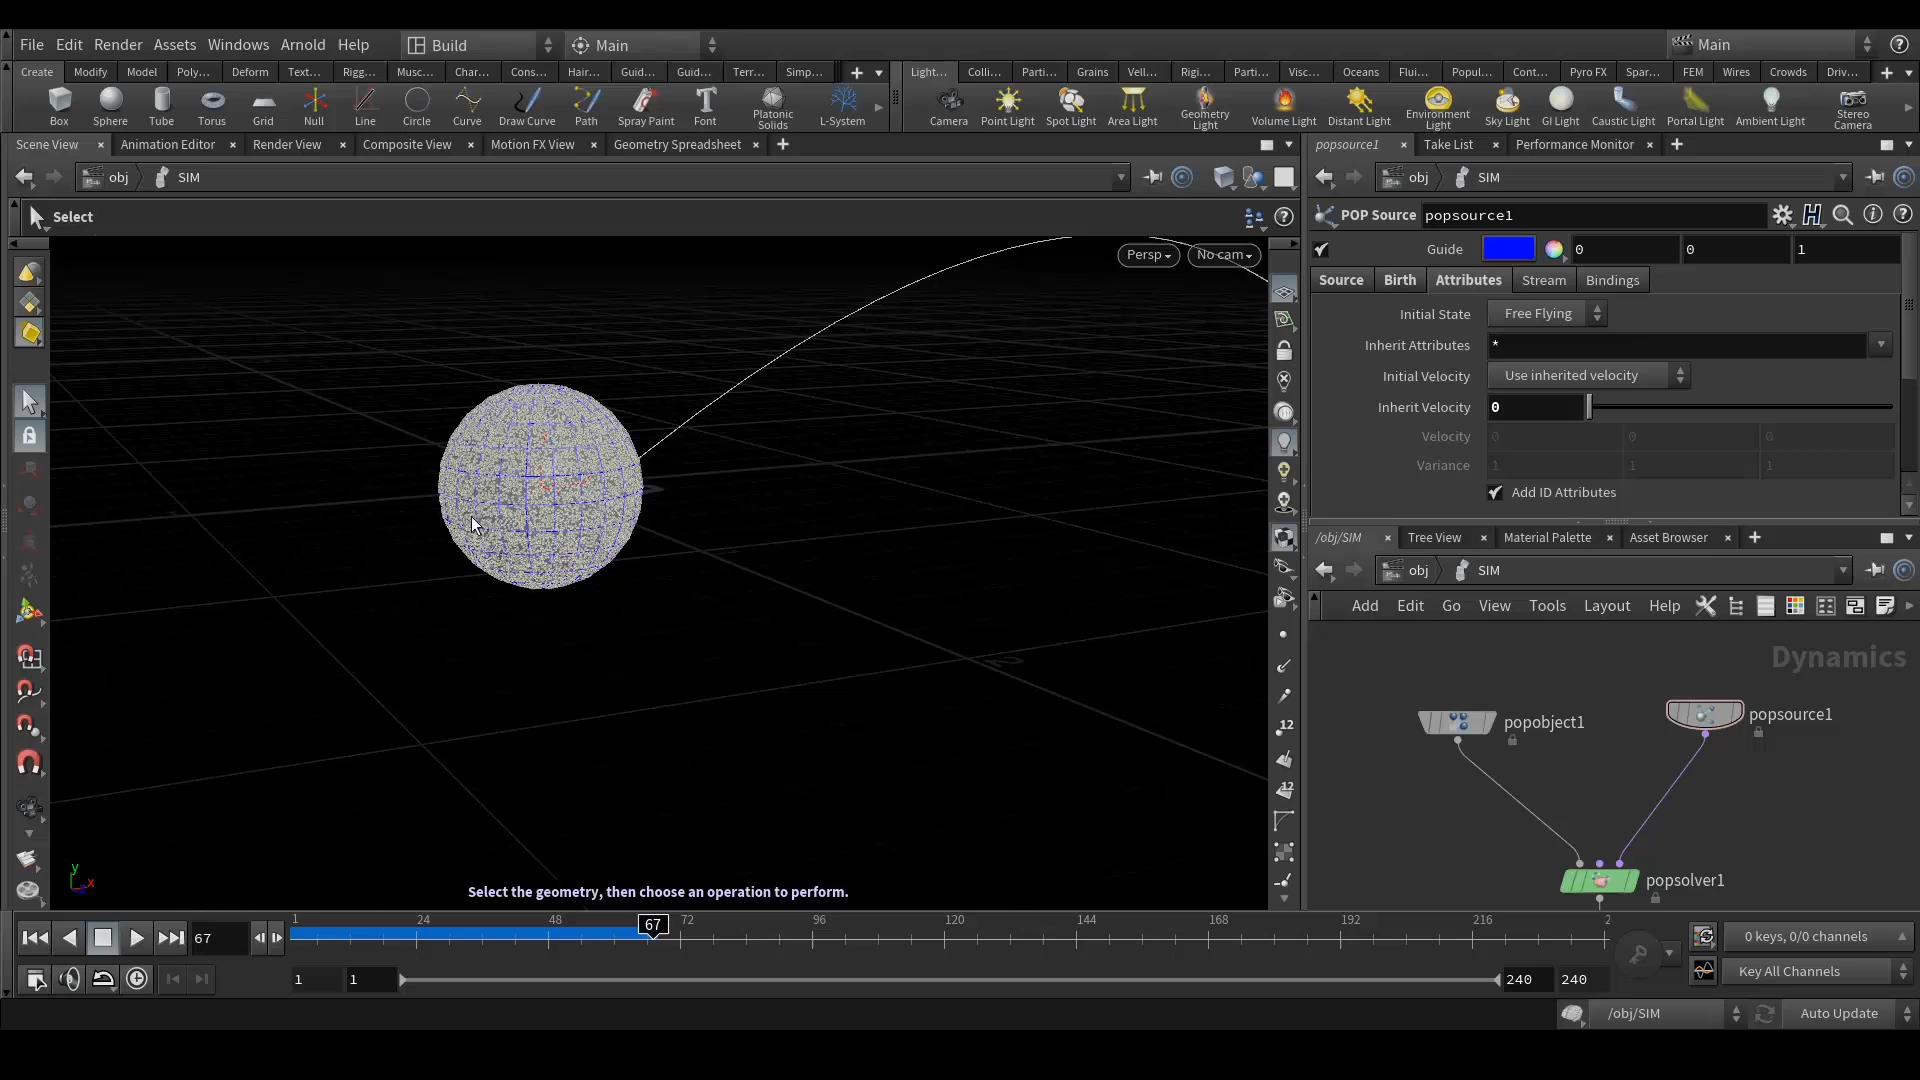 File Edit Render Assets Windows Arnold Help Build Main Main
Create Modify Model Poly... Deform Text... Rigg... Musc... Char... Cons... Hair... Guid... Guid... Terr... Simp... Light... Colli... Parti... Grains Vell... Rigi... Parti... Visc... Oceans Flui... Popul... Cont... Pyro FX Spar... FEM Wires Crowds Driv...
Box Sphere Tube Torus Grid Null Line Circle Curve Draw Curve Path Spray Paint Font Platonic Solids L-System Camera Point Light Spot Light Area Light Geometry Light Volume Light Distant Light Environment Light Sky Light GI Light Caustic Light Portal Light Ambient Light Stereo Camera
Scene View Animation Editor Render View Composite View Motion FX View Geometry Spreadsheet popsource1 Take List Performance Monitor
obj SIM obj SIM
Select POP Source popsource1
Persp No cam Guide 0 0 1
Source Birth Attributes Stream Bindings
Initial State Free Flying
Inherit Attributes *
Initial Velocity Use inherited velocity
Inherit Velocity 0
Velocity 0 0 0
Variance 1 1 1
Add ID Attributes
/obj/SIM Tree View Material Palette Asset Browser
obj SIM
Add Edit Go View Tools Layout Help
Dynamics
popobject1 popsource1
12
12
popsolver1
y
x
Select the geometry, then choose an operation to perform.
1 24 48 67 72 96 120 144 168 192 216 2
67
0 keys, 0/0 channels
1 1 240 240 Key All Channels
/obj/SIM Auto Update